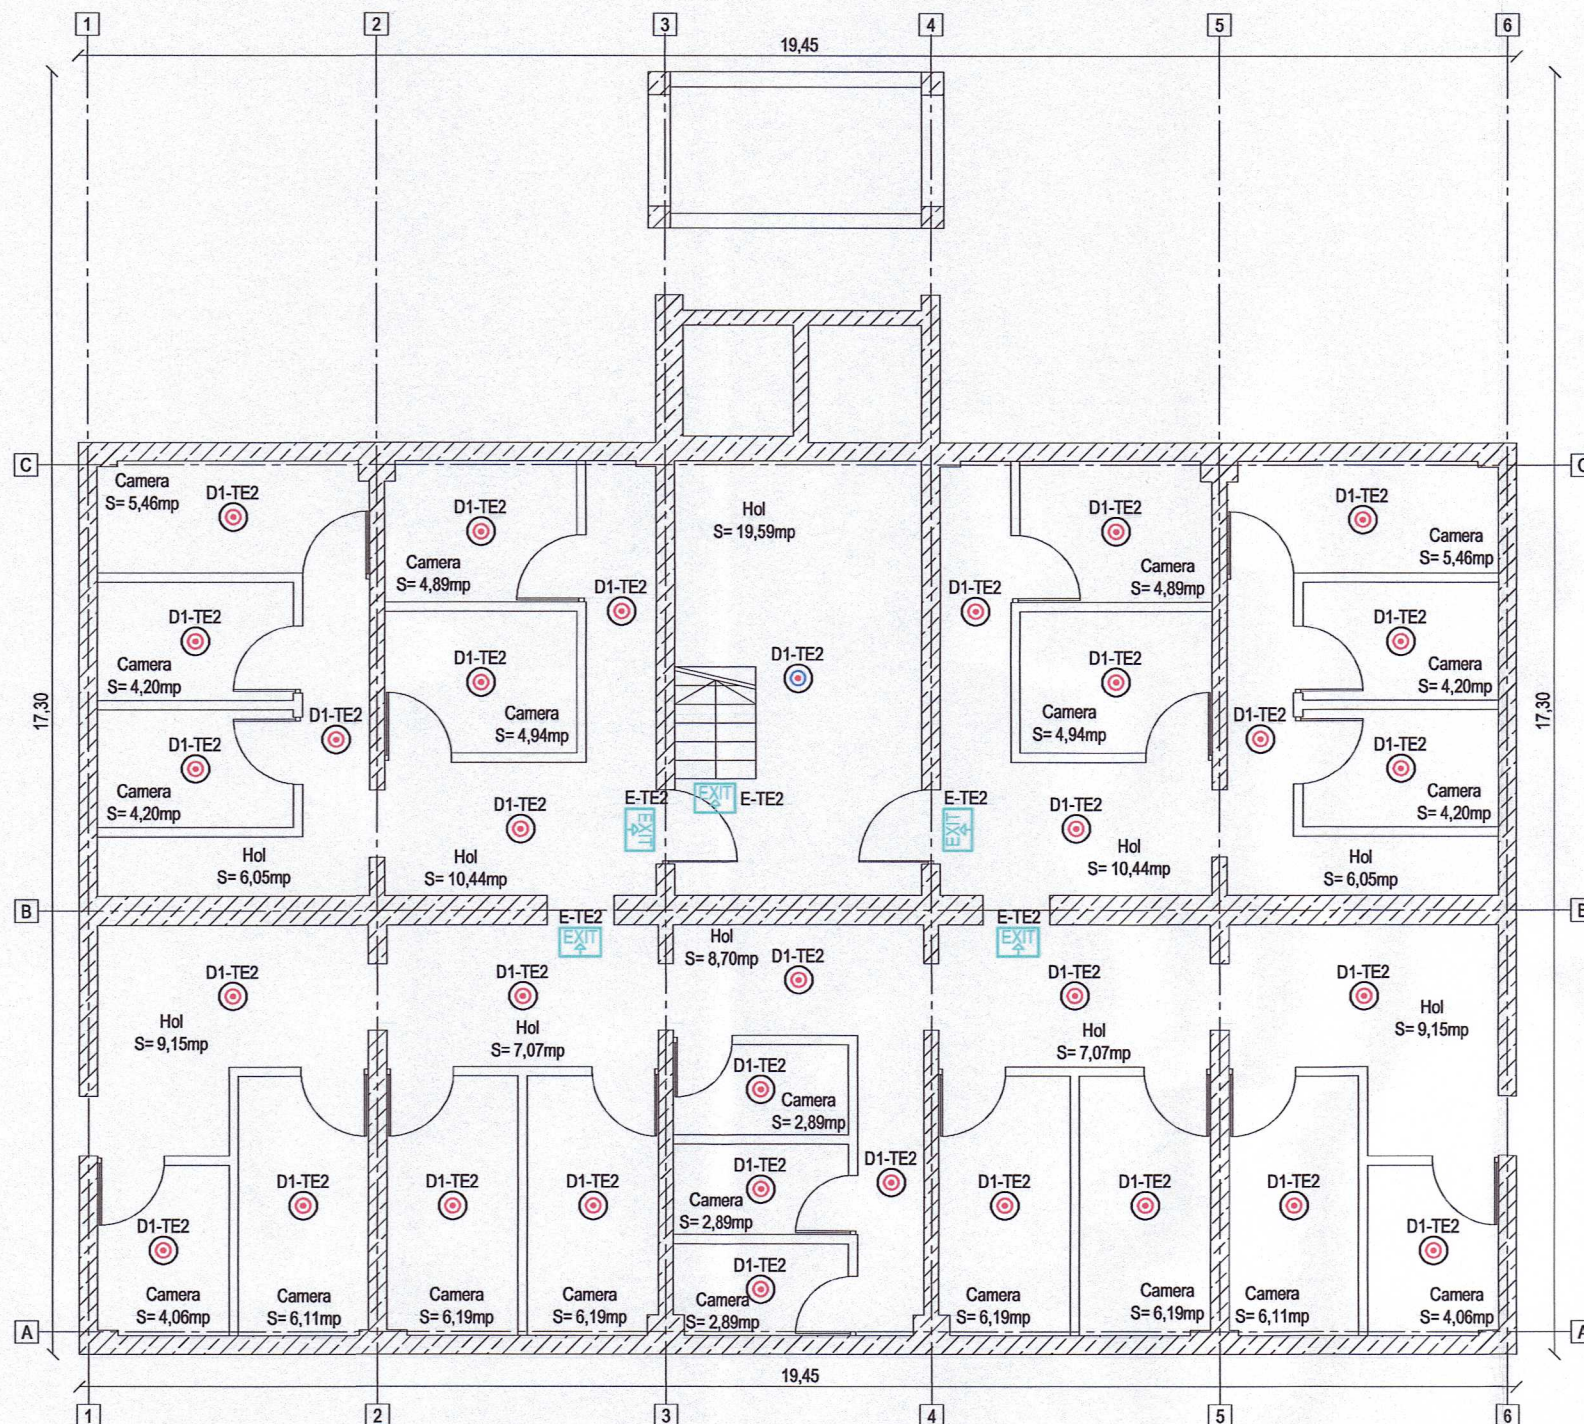 1 2 3 4 5 6
19,45
17,30
17,30
C
C
Camera
S= 5,46mp
D1-TE2
D1-TE2
Camera
S= 4,89mp
Hol
S= 19,59mp
D1-TE2
Camera
S= 4,89mp
D1-TE2
Camera
S= 5,46mp
D1-TE2
D1-TE2
D1-TE2
Camera
S= 4,20mp
D1-TE2
D1-TE2
D1-TE2
D1-TE2
Camera
S= 4,20mp
D1-TE2
Camera
S= 4,94mp
Camera
S= 4,94mp
D1-TE2
D1-TE2
Camera
S= 4,20mp
D1-TE2
Camera
S= 4,20mp
D1-TE2
E-TE2
EXIT
EXIT
E-TE2
E-TE2
EXIT
D1-TE2
Hol
S= 6,05mp
Hol
S= 10,44mp
Hol
S= 10,44mp
Hol
S= 6,05mp
B
B
E-TE2
EXIT
E-TE2
EXIT
Hol
S= 8,70mp
D1-TE2
D1-TE2
D1-TE2
D1-TE2
D1-TE2
Hol
S= 9,15mp
Hol
S= 7,07mp
Hol
S= 7,07mp
Hol
S= 9,15mp
D1-TE2
Camera
S= 2,89mp
D1-TE2
Camera
S= 2,89mp
D1-TE2
D1-TE2
D1-TE2
D1-TE2
D1-TE2
D1-TE2
D1-TE2
D1-TE2
D1-TE2
D1-TE2
Camera
S= 2,89mp
Camera
S= 4,06mp
Camera
S= 6,11mp
Camera
S= 6,19mp
Camera
S= 6,19mp
Camera
S= 6,19mp
Camera
S= 6,19mp
Camera
S= 6,11mp
Camera
S= 4,06mp
A
A
19,45
1 2 3 4 5 6